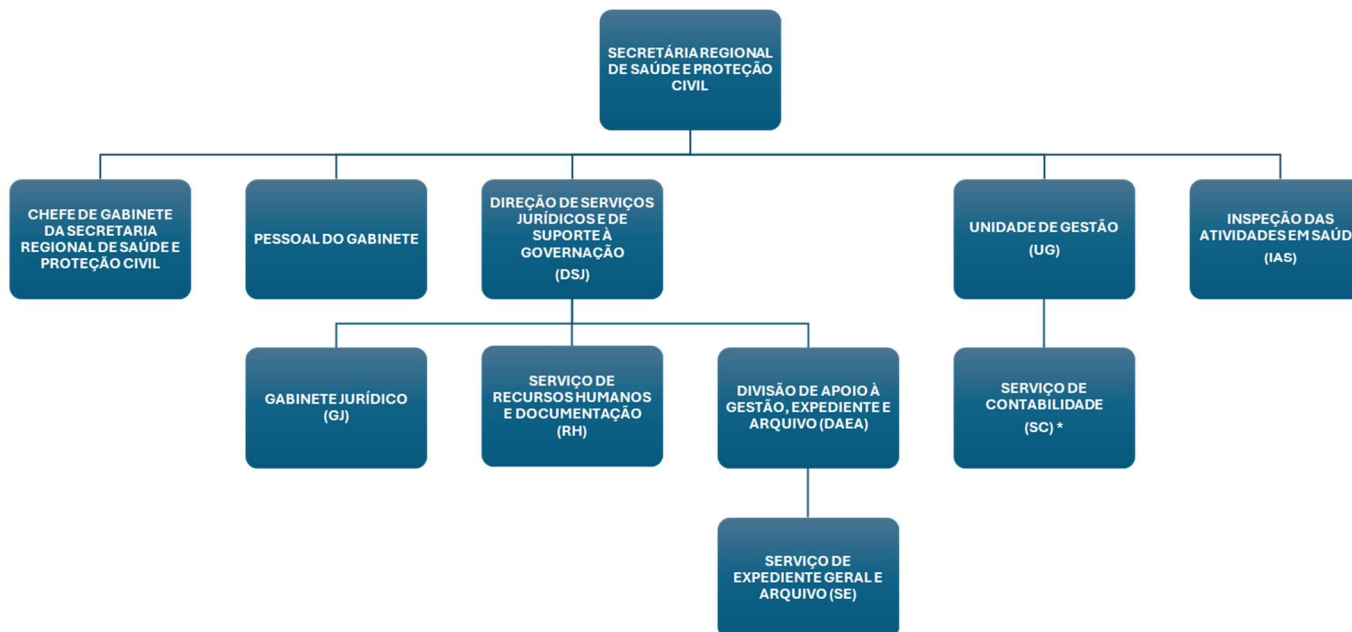 SECRETÁRIA REGIONAL
DE SAÚDE E PROTEÇÃO
CIVIL
CHEFE DE GABINETE
DA SECRETARIA
REGIONAL DE SAÚDE E
PROTEÇÃO CIVIL
PESSOAL DO GABINETE
DIREÇÃO DE SERVIÇOS
JURÍDICOS E DE
SUPORTE À
GOVERNAÇÃO
(DSJ)
UNIDADE DE GESTÃO
(UG)
INSPEÇÃO DAS
ATIVIDADES EM SAÚD
(IAS)
GABINETE JURÍDICO
(GJ)
SERVIÇO DE
RECURSOS HUMANOS
E DOCUMENTAÇÃO
(RH)
DIVISÃO DE APOIO À
GESTÃO, EXPEDIENTE E
ARQUIVO (DAEA)
SERVIÇO DE
CONTABILIDADE
(SC) *
SERVIÇO DE
EXPEDIENTE GERAL E
ARQUIVO (SE)